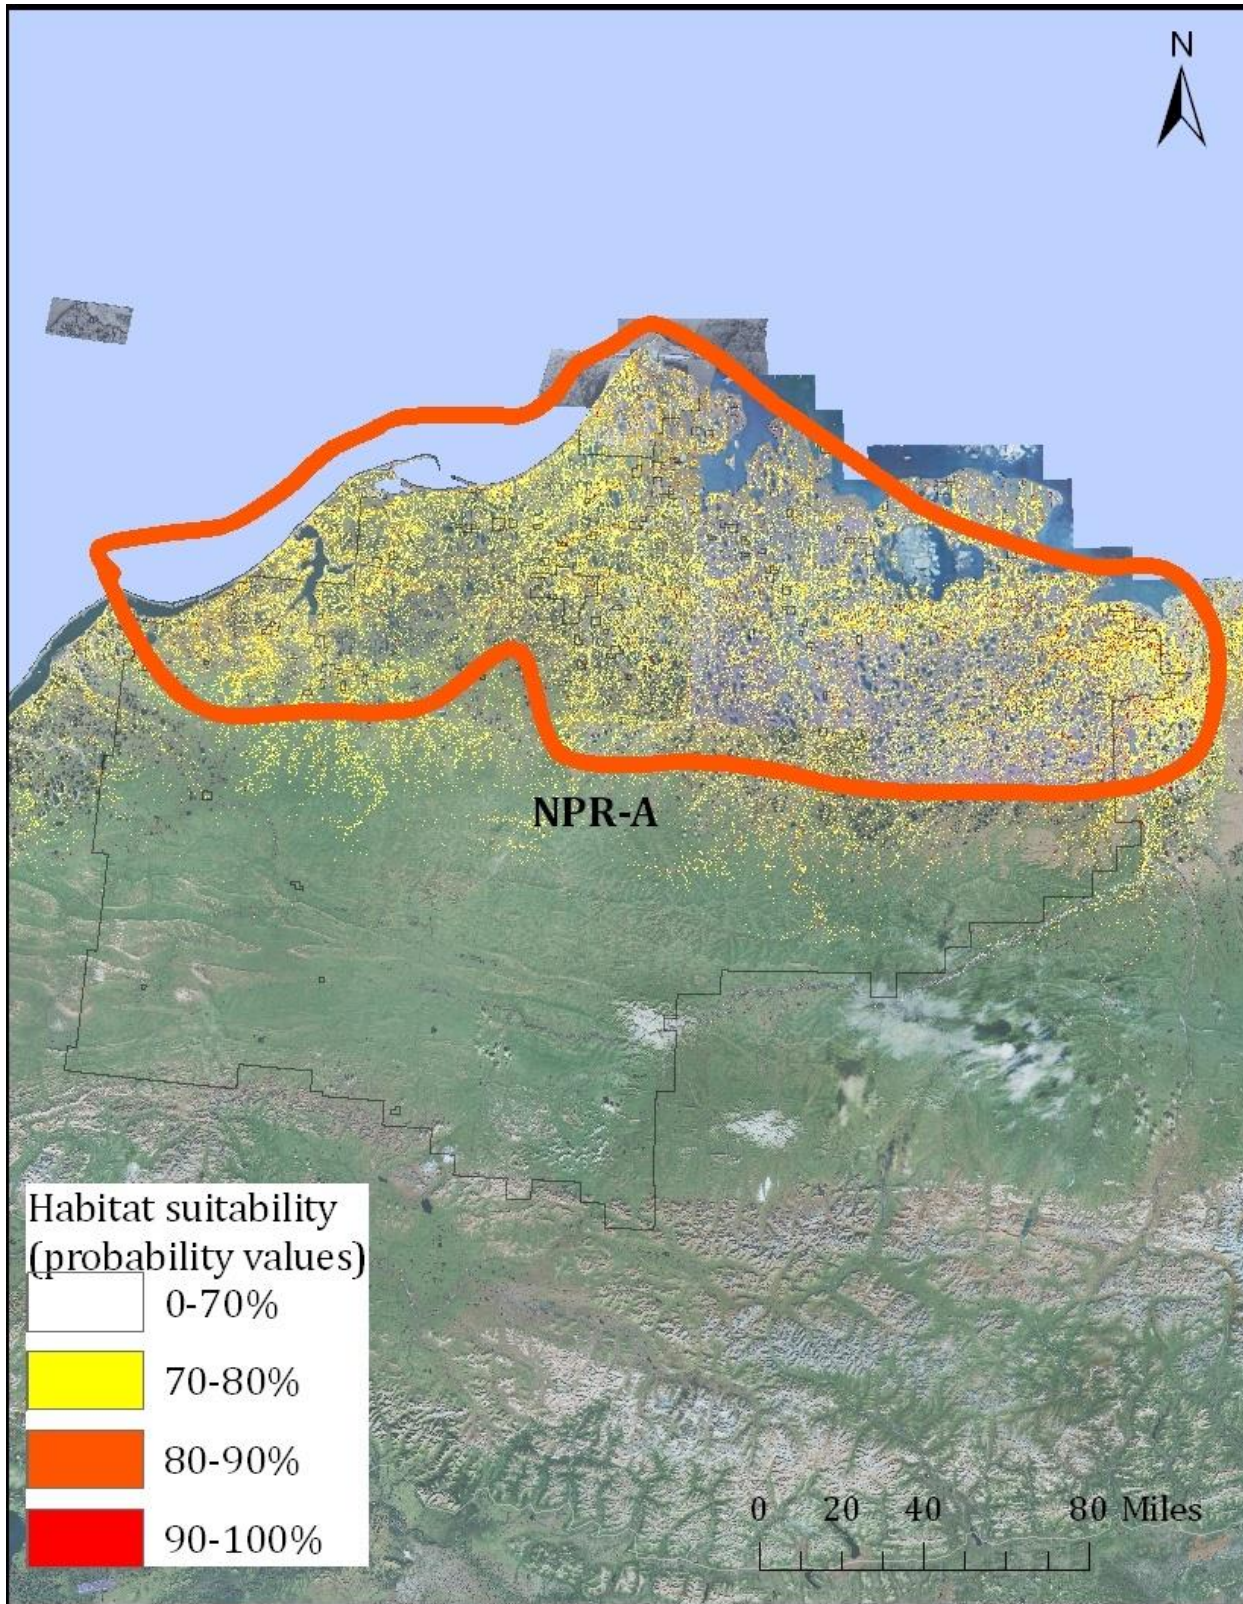 N
NPR-A
Habitat suitability
(probability values)
0-70%
70-80%
80-90%
90-100%
0 20 40 80 Miles